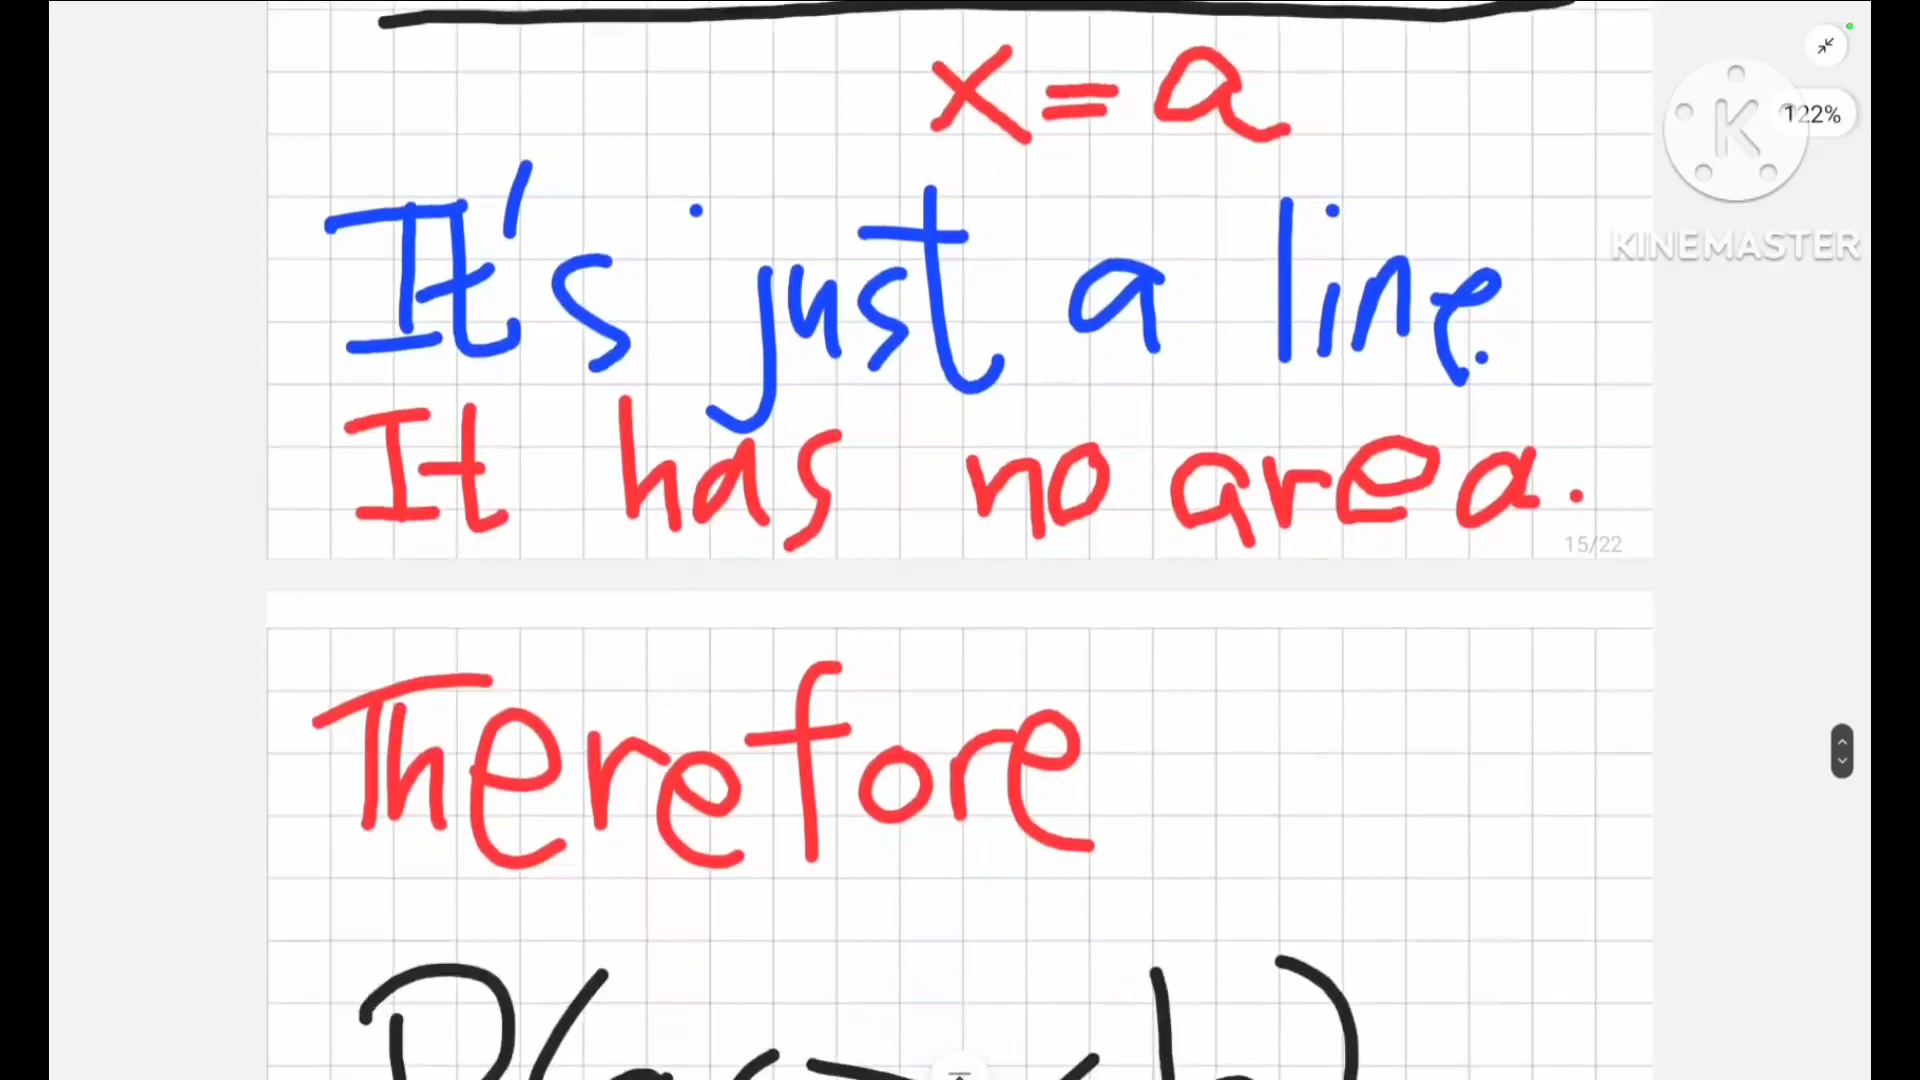 x=a
122%
K
KINEMASTER
It's just a line.
It has no area.
15/22
Therefore